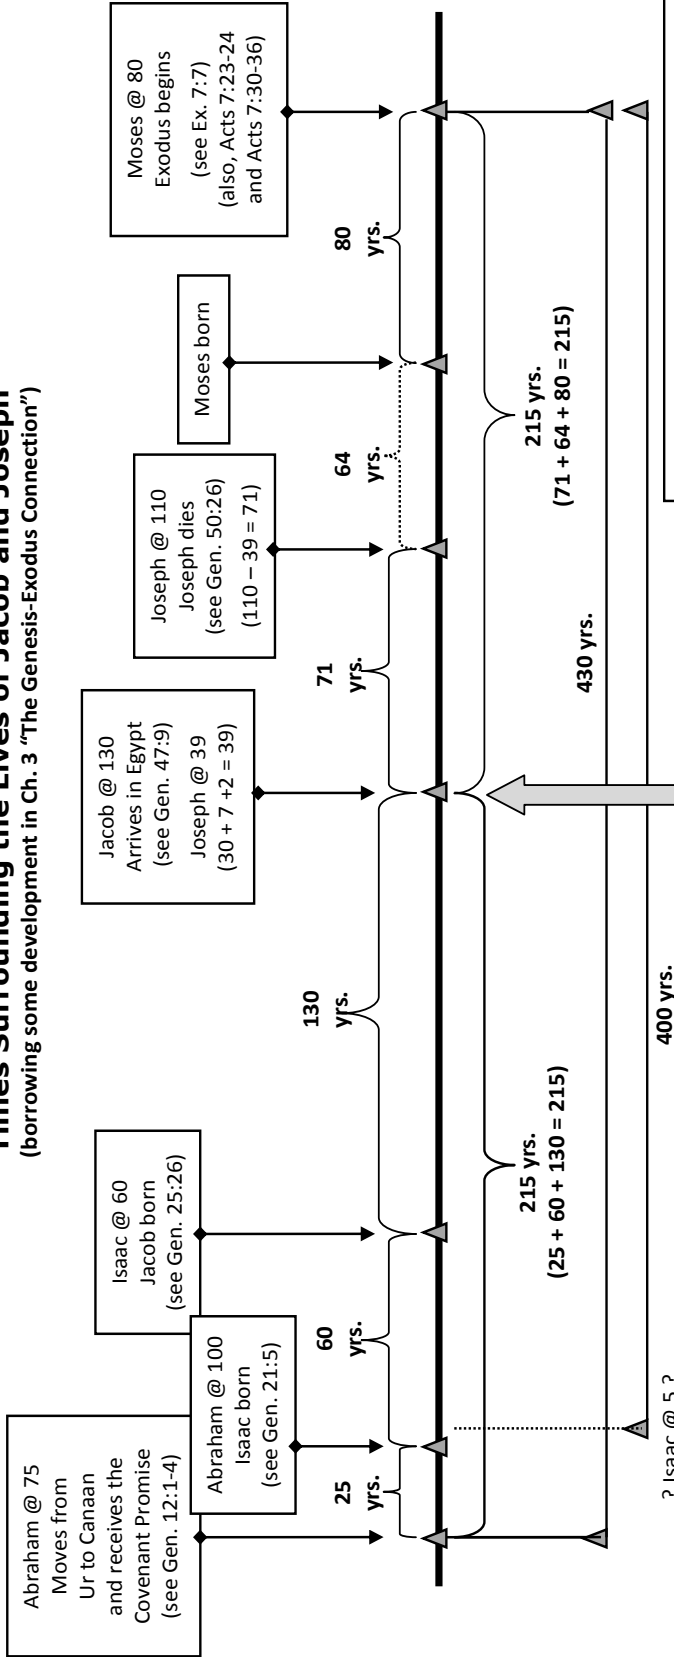 Times Surrounding the Lives of Jacob and Joseph
(borrowing some development in Ch. 3 “The Genesis-Exodus Connection”)
Abraham @ 75
Moves from
Ur to Canaan
and receives the
Covenant Promise
(see Gen. 12:1-4)
Abraham @ 100
Isaac born
(see Gen. 21:5)
Isaac @ 60
Jacob born
(see Gen. 25:26)
Jacob @ 130
Arrives in Egypt
(see Gen. 47:9)
Joseph @ 39
(30 + 7 +2 = 39)
Joseph @ 110
Joseph dies
(see Gen. 50:26)
(110 – 39 = 71)
Moses born
Moses @ 80
Exodus begins
(see Ex. 7:7)
(also, Acts 7:23-24
and Acts 7:30-36)
25
yrs.
60
yrs.
130
yrs.
71
yrs.
64
yrs.
80
yrs.
215 yrs.
(25 + 60 + 130 = 215)
215 yrs.
(71 + 64 + 80 = 215)
430 yrs.
400 yrs.
? Isaac @ 5 ?